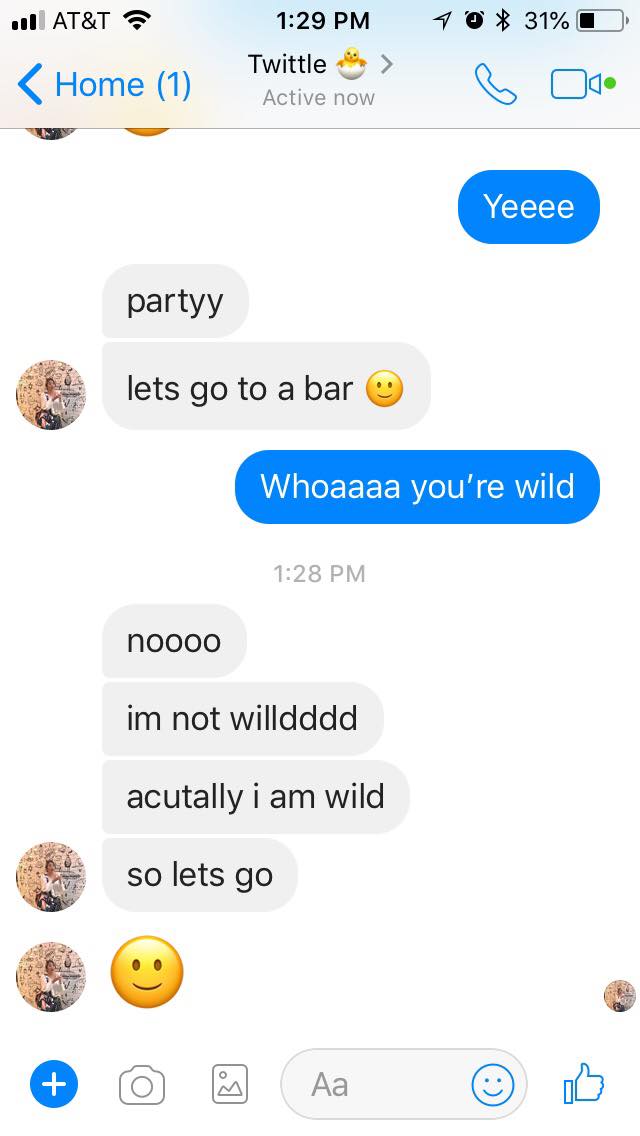 AT&T 1:29 PM 31%
Home (1)
Twittle 🐣
Active now
Yeeee
partyy
lets go to a bar 🙂
Whoaaaa you’re wild
1:28 PM
noooo
im not willdddd
acutally i am wild
so lets go
🙂
Aa